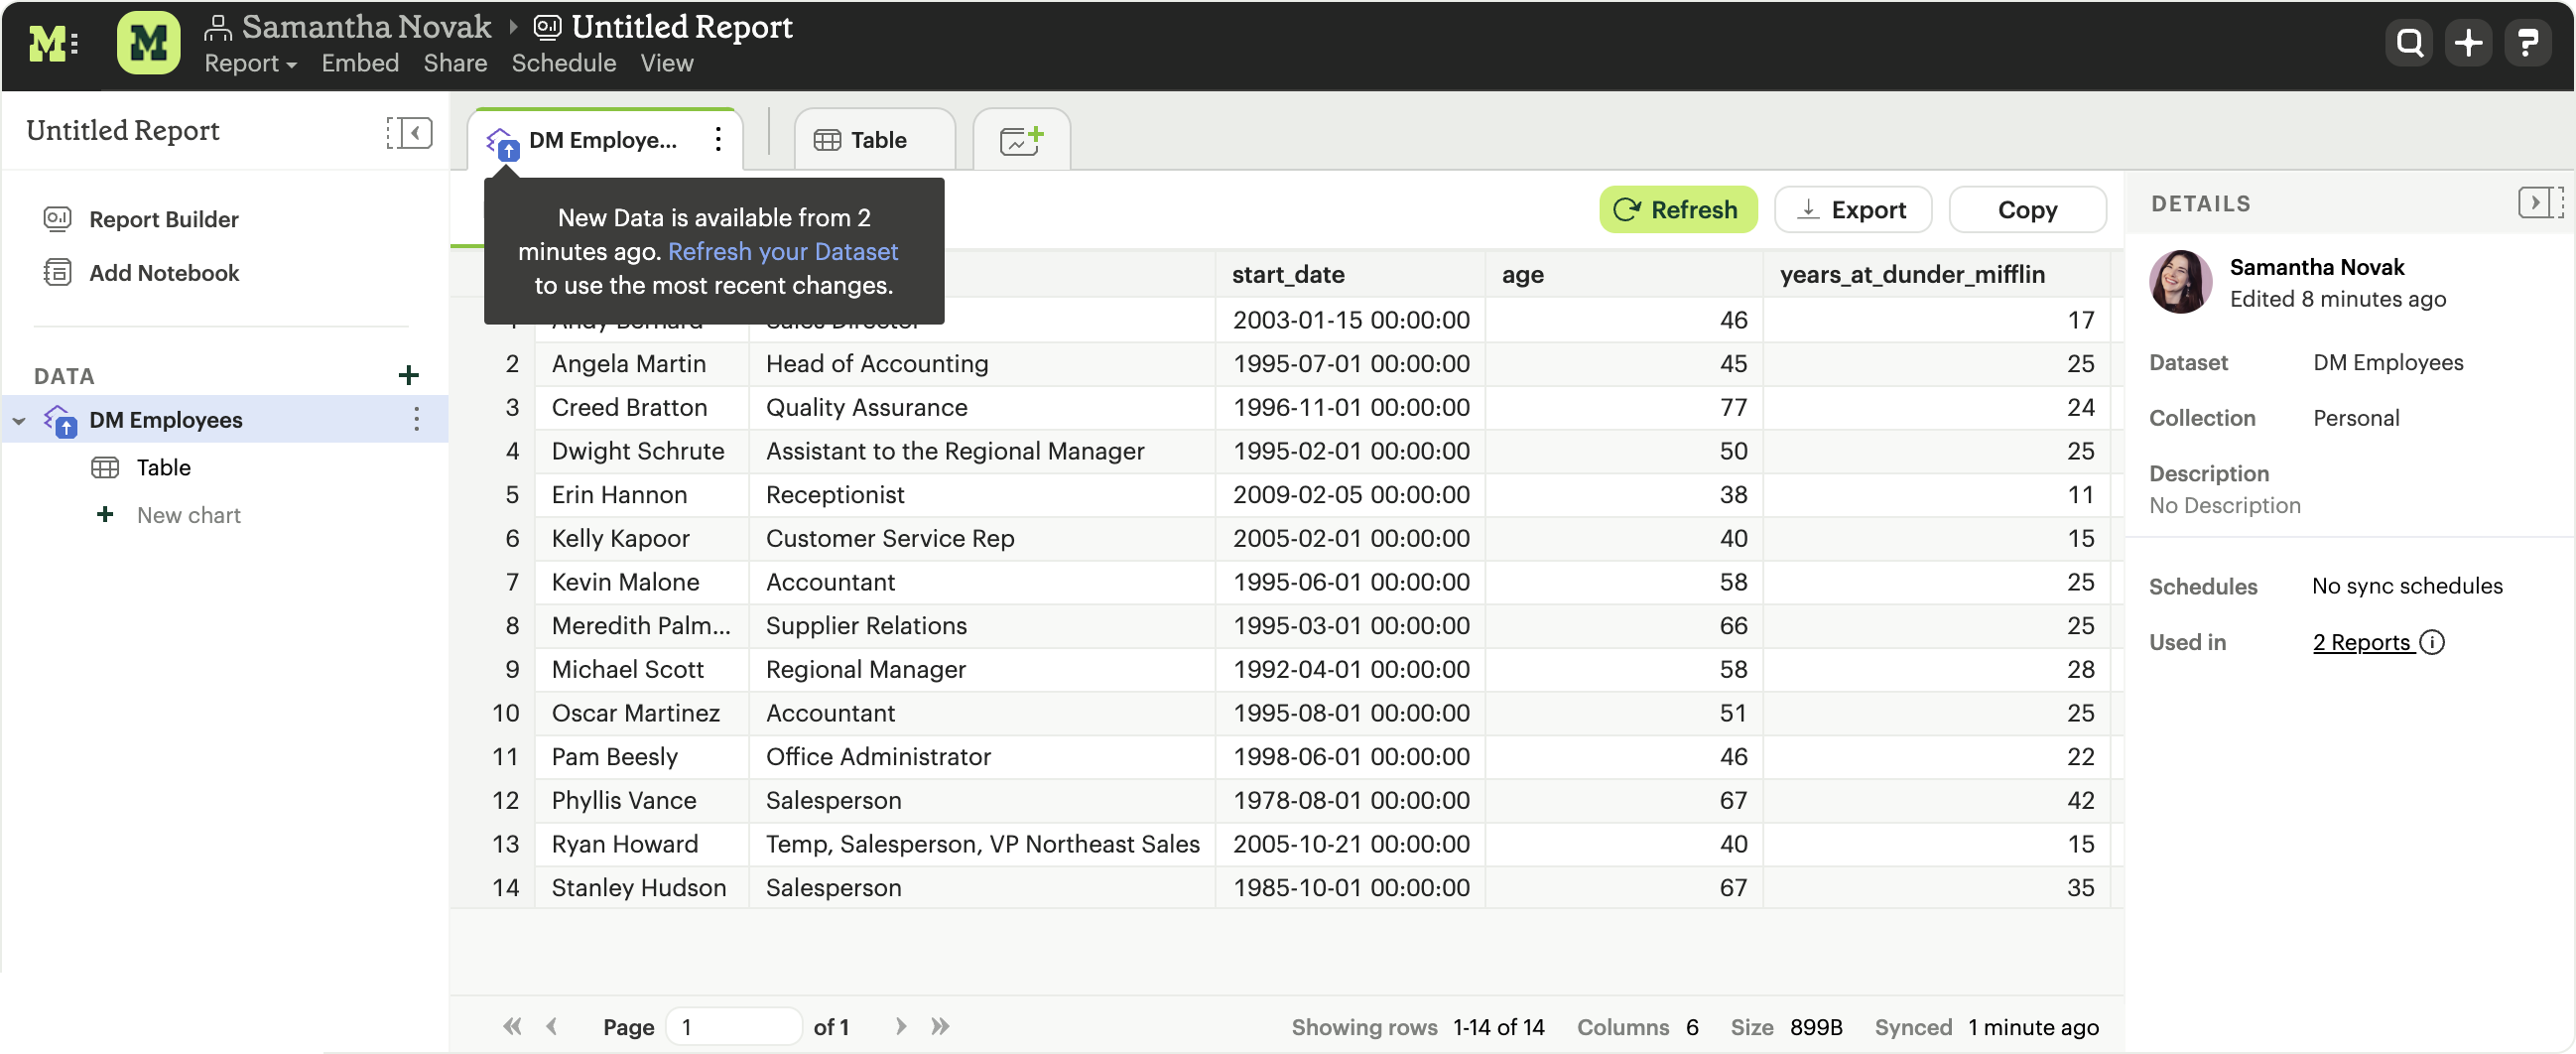 Samantha Novak Untitled Report
Report Embed Share Schedule View
Untitled Report
Report Builder
Add Notebook
DATA
DM Employees
Table
New chart
DM Employe...
Table
New Data is available from 2
minutes ago. Refresh your Dataset
to use the most recent changes.
Refresh Export Copy
start_date age years_at_dunder_mifflin
1 Andy Bernard Sales Director 2003-01-15 00:00:00 46 17
2 Angela Martin Head of Accounting 1995-07-01 00:00:00 45 25
3 Creed Bratton Quality Assurance 1996-11-01 00:00:00 77 24
4 Dwight Schrute Assistant to the Regional Manager 1995-02-01 00:00:00 50 25
5 Erin Hannon Receptionist 2009-02-05 00:00:00 38 11
6 Kelly Kapoor Customer Service Rep 2005-02-01 00:00:00 40 15
7 Kevin Malone Accountant 1995-06-01 00:00:00 58 25
8 Meredith Palm... Supplier Relations 1995-03-01 00:00:00 66 25
9 Michael Scott Regional Manager 1992-04-01 00:00:00 58 28
10 Oscar Martinez Accountant 1995-08-01 00:00:00 51 25
11 Pam Beesly Office Administrator 1998-06-01 00:00:00 46 22
12 Phyllis Vance Salesperson 1978-08-01 00:00:00 67 42
13 Ryan Howard Temp, Salesperson, VP Northeast Sales 2005-10-21 00:00:00 40 15
14 Stanley Hudson Salesperson 1985-10-01 00:00:00 67 35
Page 1 of 1
Showing rows 1-14 of 14 Columns 6 Size 899B Synced 1 minute ago
DETAILS
Samantha Novak
Edited 8 minutes ago
Dataset DM Employees
Collection Personal
Description
No Description
Schedules No sync schedules
Used in 2 Reports